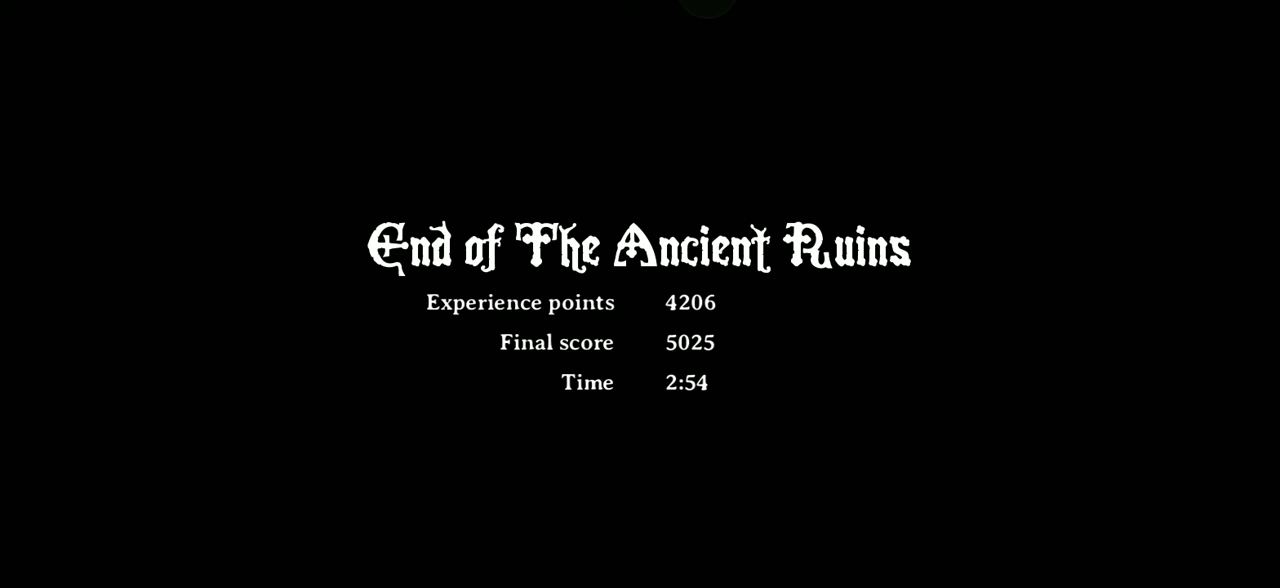 End of The Ancient Ruins
Experience points 4206
Final score 5025
Time 2:54